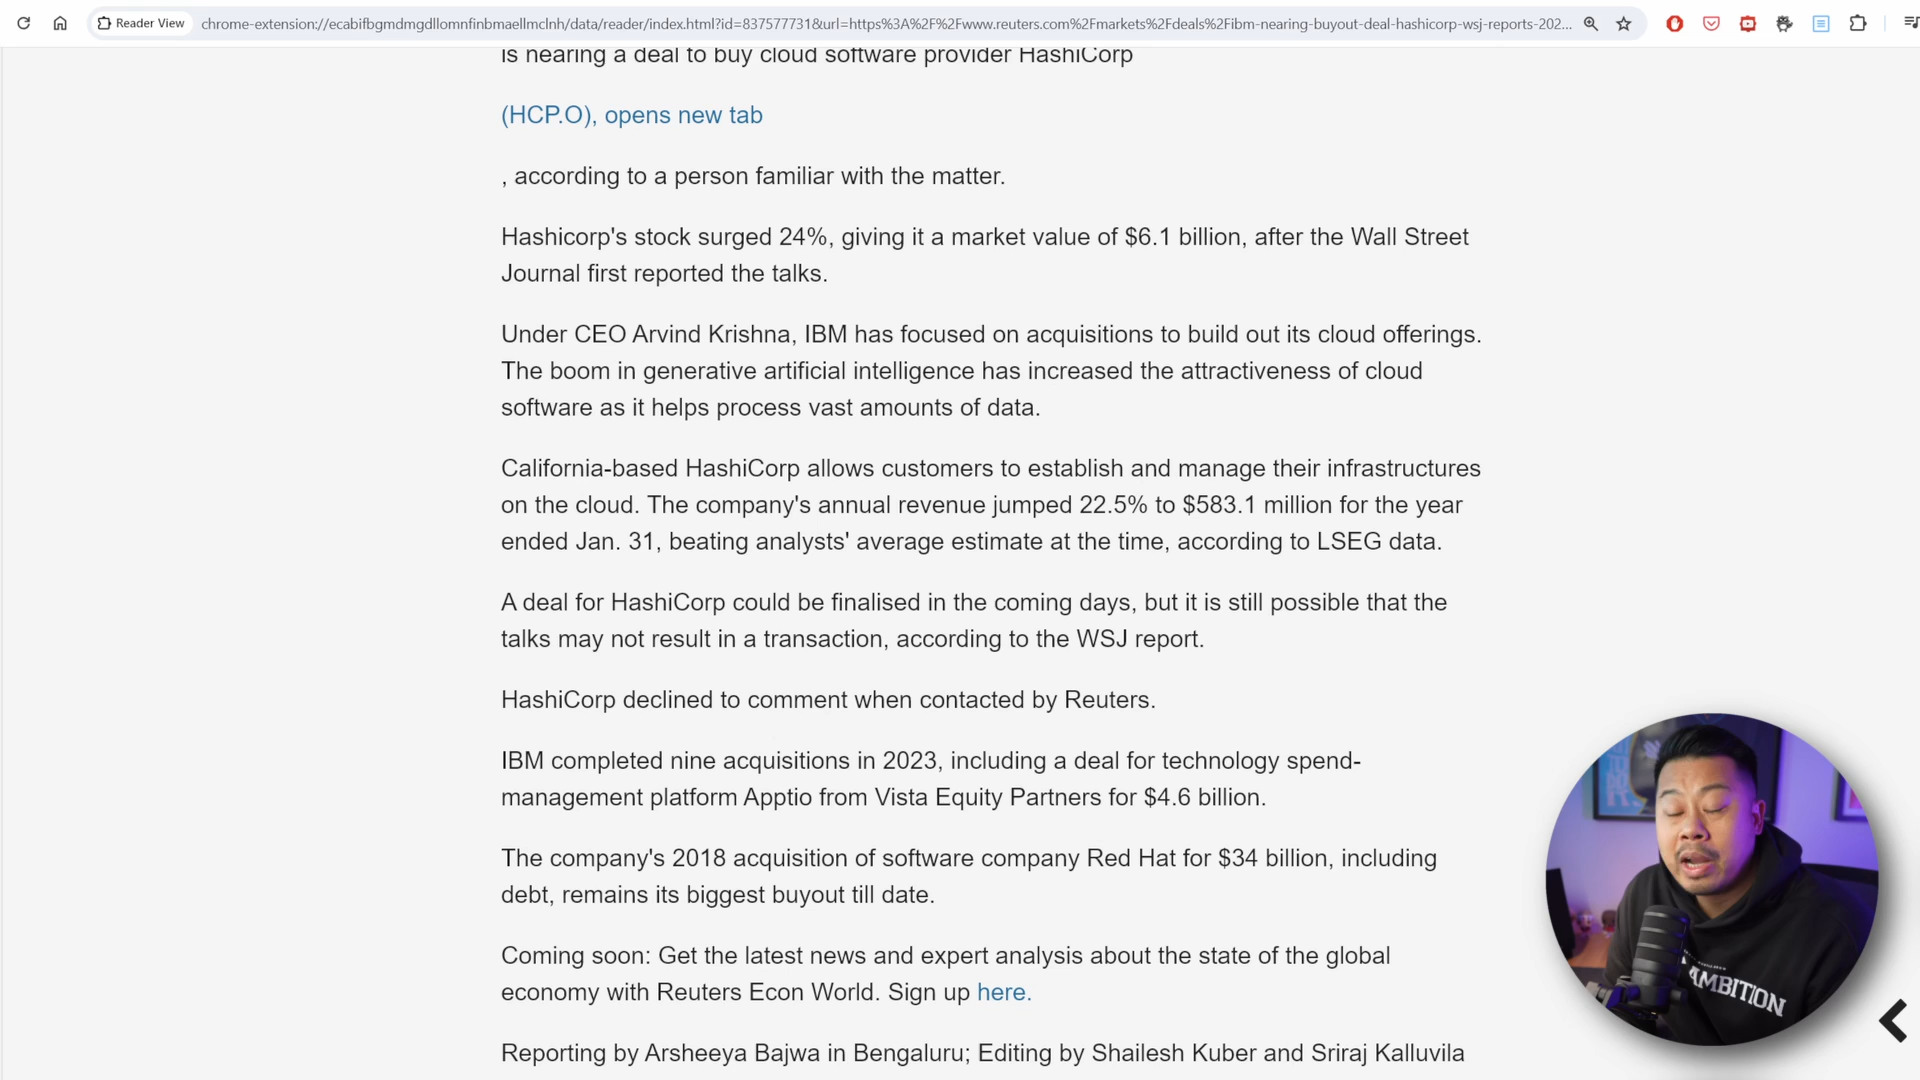 Reader View
chrome-extension://ecabifbgmdmgdllomnfinbmaellmclnh/data/reader/index.html?id=837577731&url=https%3A%2F%2Fwww.reuters.com%2Fmarkets%2Fdeals%2Fibm-nearing-buyout-deal-hashicorp-wsj-reports-202...
is nearing a deal to buy cloud software provider HashiCorp
(HCP.O), opens new tab
, according to a person familiar with the matter.
Hashicorp's stock surged 24%, giving it a market value of $6.1 billion, after the Wall Street
Journal first reported the talks.
Under CEO Arvind Krishna, IBM has focused on acquisitions to build out its cloud offerings.
The boom in generative artificial intelligence has increased the attractiveness of cloud
software as it helps process vast amounts of data.
California-based HashiCorp allows customers to establish and manage their infrastructures
on the cloud. The company's annual revenue jumped 22.5% to $583.1 million for the year
ended Jan. 31, beating analysts' average estimate at the time, according to LSEG data.
A deal for HashiCorp could be finalised in the coming days, but it is still possible that the
talks may not result in a transaction, according to the WSJ report.
HashiCorp declined to comment when contacted by Reuters.
IBM completed nine acquisitions in 2023, including a deal for technology spend-
management platform Apptio from Vista Equity Partners for $4.6 billion.
The company's 2018 acquisition of software company Red Hat for $34 billion, including
debt, remains its biggest buyout till date.
Coming soon: Get the latest news and expert analysis about the state of the global
economy with Reuters Econ World. Sign up here.
Reporting by Arsheeya Bajwa in Bengaluru; Editing by Shailesh Kuber and Sriraj Kalluvila
AMBITION